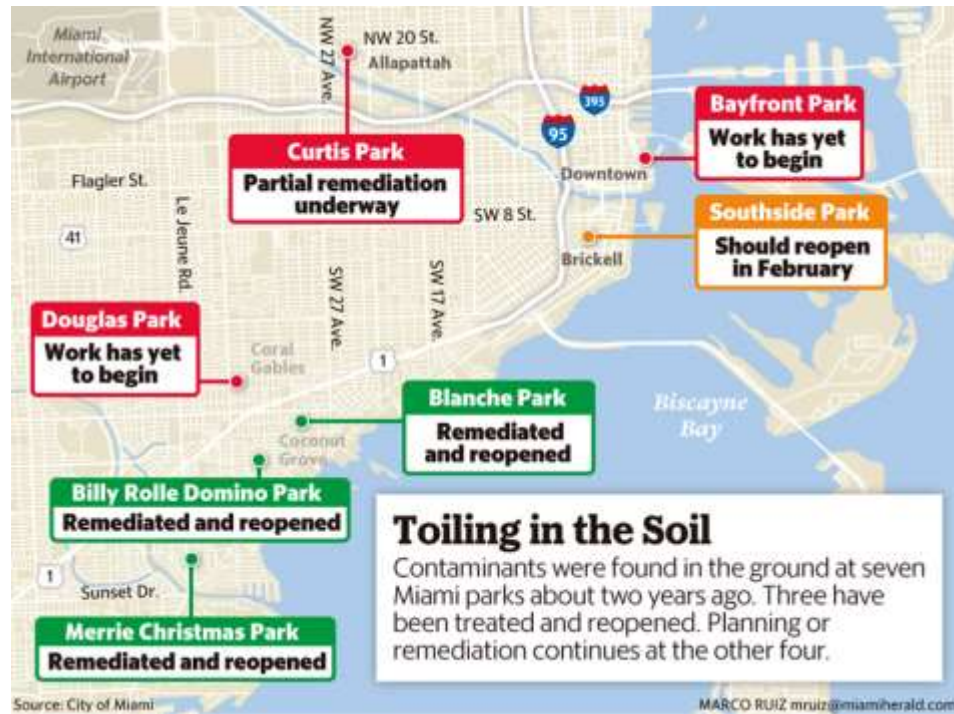 Miami
International
Airport
NW 27 Ave.
NW 20 St.
Allapattah
395
95
Bayfront Park
Work has yet
to begin
Curtis Park
Partial remediation
underway
Downtown
Flagler St.
Le Jeune Rd.
41
SW 8 St.
Southside Park
Should reopen
in February
Brickell
SW 27 Ave.
SW 17 Ave.
Douglas Park
Work has yet
to begin
Coral
Gables
1
Blanche Park
Remediated
and reopened
Biscayne
Bay
Coconut
Grove
Billy Rolle Domino Park
Remediated and reopened
1
Sunset Dr.
Merrie Christmas Park
Remediated and reopened
Toiling in the Soil
Contaminants were found in the ground at seven
Miami parks about two years ago. Three have
been treated and reopened. Planning or
remediation continues at the other four.
Source: City of Miami
MARCO RUIZ mruiz@miamiherald.com